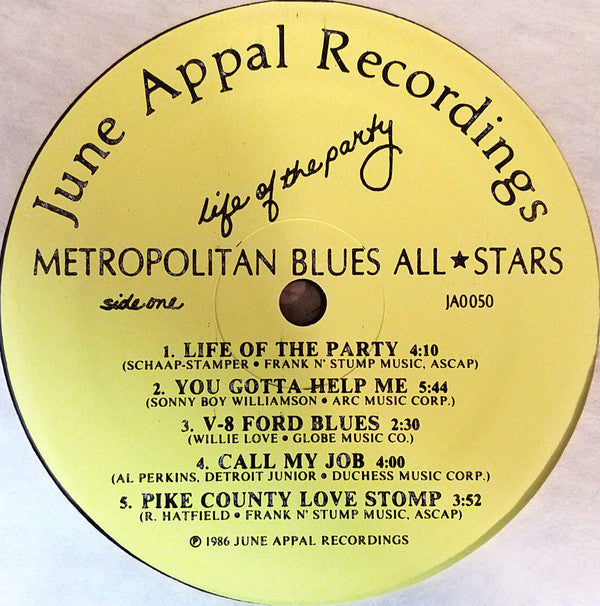 June Appal Recordings
life of the party
METROPOLITAN BLUES ALL★STARS
side one JA0050
1. LIFE OF THE PARTY 4:10
(SCHAAP-STAMPER • FRANK N' STUMP MUSIC, ASCAP)
2. YOU GOTTA HELP ME 5:44
(SONNY BOY WILLIAMSON • ARC MUSIC CORP.)
3. V-8 FORD BLUES 2:30
(WILLIE LOVE • GLOBE MUSIC CO.)
4. CALL MY JOB 4:00
(AL PERKINS, DETROIT JUNIOR • DUCHESS MUSIC CORP.)
5. PIKE COUNTY LOVE STOMP 3:52
(R. HATFIELD • FRANK N' STUMP MUSIC, ASCAP)
℗ 1986 JUNE APPAL RECORDINGS